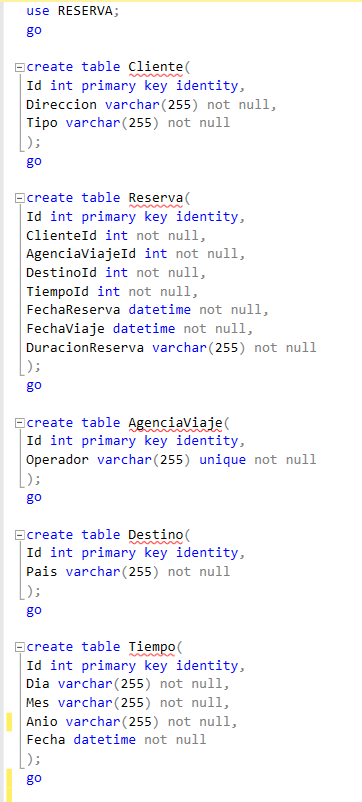 use RESERVA;
go
create table Cliente(
Id int primary key identity,
Direccion varchar(255) not null,
Tipo varchar(255) not null
);
go
create table Reserva(
Id int primary key identity,
ClienteId int not null,
AgenciaViajeId int not null,
DestinoId int not null,
TiempoId int not null,
FechaReserva datetime not null,
FechaViaje datetime not null,
DuracionReserva varchar(255) not null
);
go
create table AgenciaViaje(
Id int primary key identity,
Operador varchar(255) unique not null
);
go
create table Destino(
Id int primary key identity,
Pais varchar(255) not null
);
go
create table Tiempo(
Id int primary key identity,
Dia varchar(255) not null,
Mes varchar(255) not null,
Anio varchar(255) not null,
Fecha datetime not null
);
go